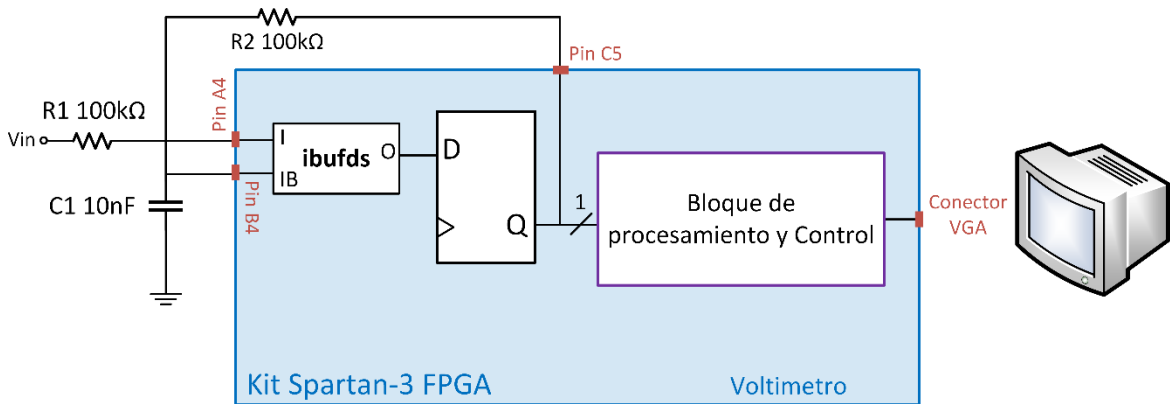 R2 100kΩ
Pin C5
R1 100kΩ
Pin A4
Vin
I
ibufds
O
D
IB
Pin B4
C1 10nF
Q
1
Bloque de
procesamiento y Control
Conector
VGA
Kit Spartan-3 FPGA
Voltimetro